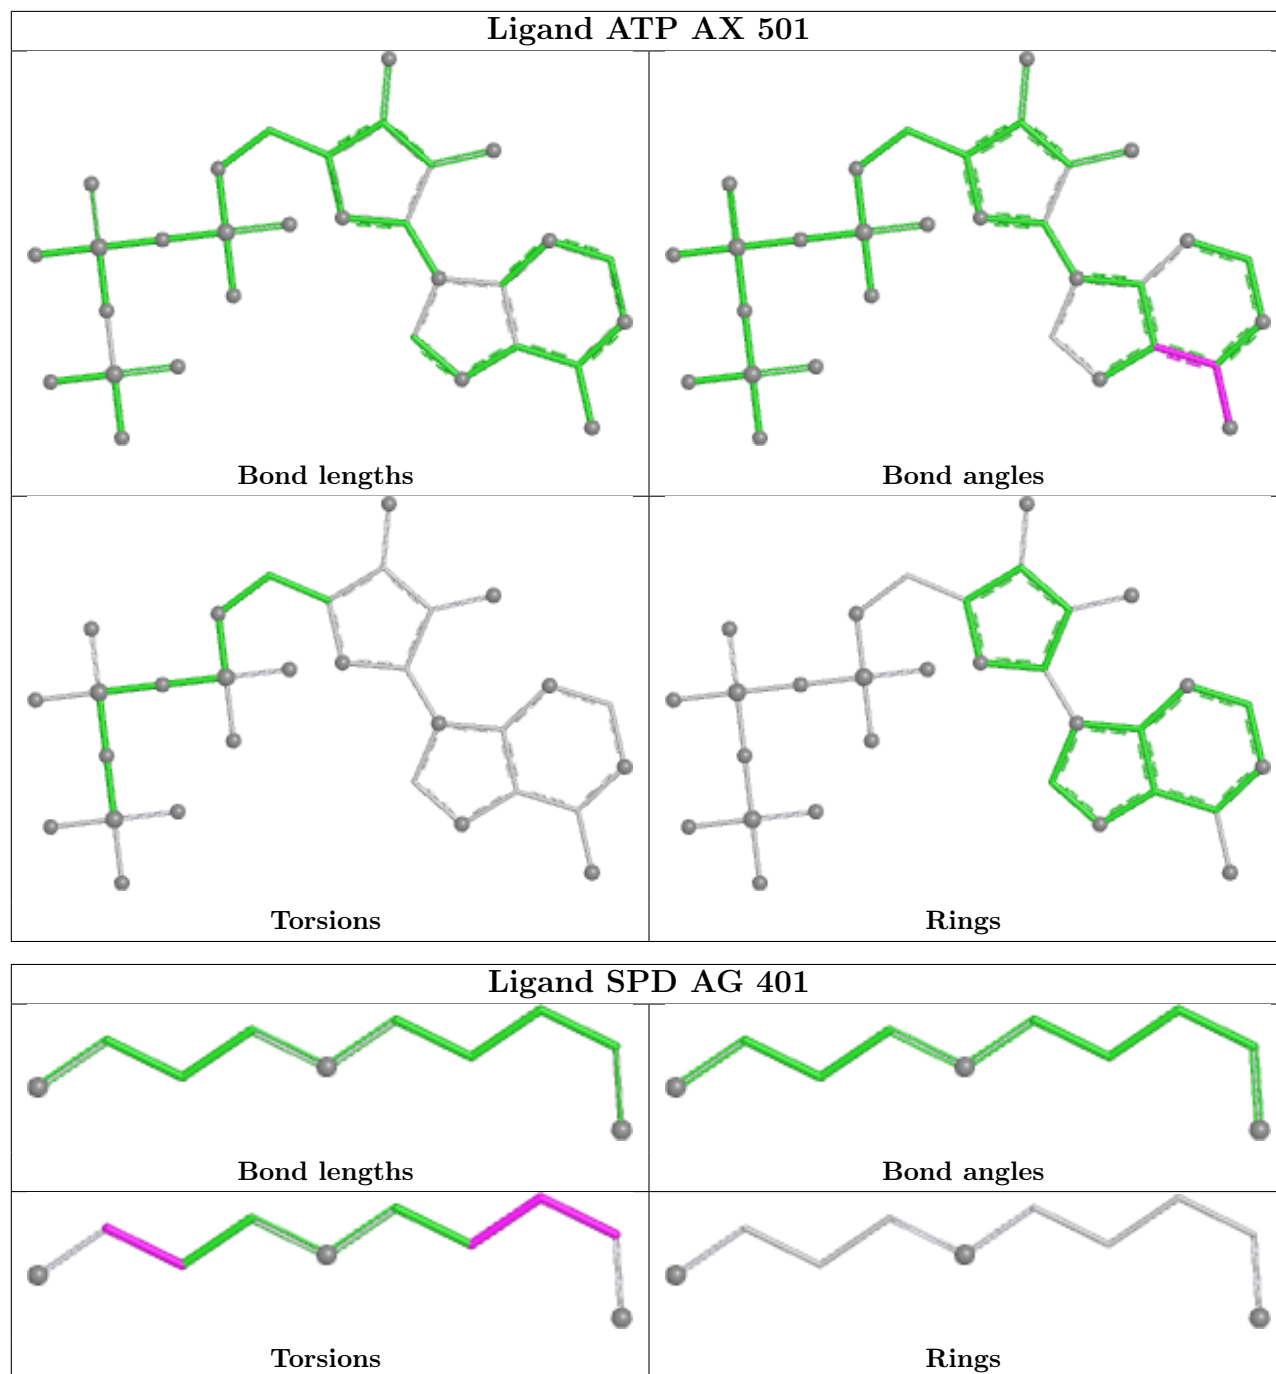 Ligand ATP AX 501
Bond lengths
Bond angles
Torsions
Rings
Ligand SPD AG 401
Bond lengths
Bond angles
Torsions
Rings